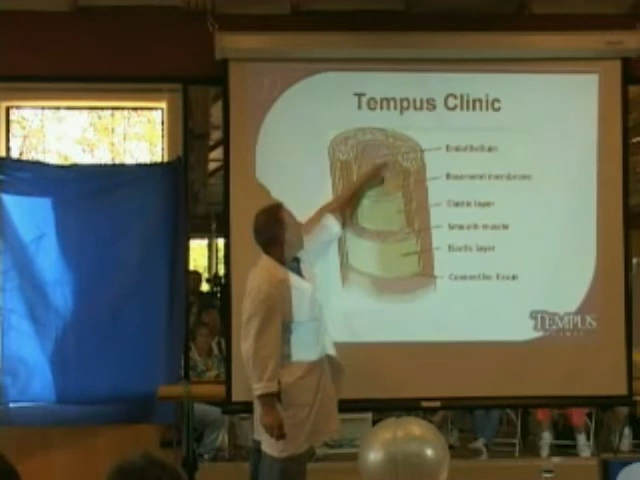 Tempus Clinic
Endothelium
Basement membrane
Elastic layer
Smooth muscle
Elastic layer
Connective tissue
TEMPUS